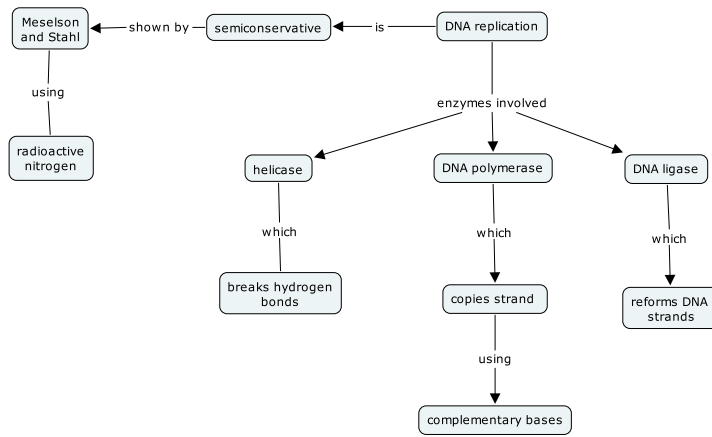 Meselson
and Stahl
shown by
semiconservative
is
DNA replication
using
enzymes involved
radioactive
nitrogen
helicase
DNA polymerase
DNA ligase
which
which
which
breaks hydrogen
bonds
copies strand
reforms DNA
strands
using
complementary bases